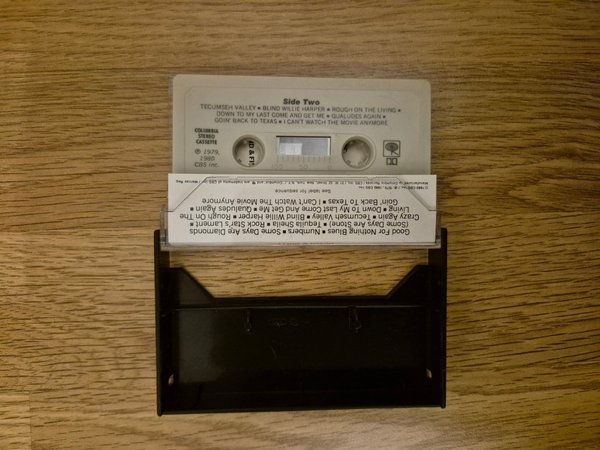 Side Two
TECUMSEH VALLEY ■ BLIND WILLIE HARPER ■ ROUGH ON THE LIVING ■
DOWN TO MY LAST COME AND GET ME ■ QUALUDES AGAIN ■
GOIN' BACK TO TEXAS ■ I CAN'T WATCH THE MOVIE ANYMORE
COLUMBIA
STEREO
CASSETTE
℗ 1979,
1980
CBS Inc.
Good For Nothing Blues ■ Numbers ■ Some Days Are Diamonds
(Some Days Are Stone) ■ Tequila Sheila ■ Rock Star's Lament ■
Crazy Again ■ Tecumseh Valley ■ Blind Willie Harper ■ Rough On The
Living ■ Down To My Last Come And Get Me ■ Qualudes Again ■
Goin' Back To Texas ■ I Can't Watch The Movie Anymore
See label for sequence.